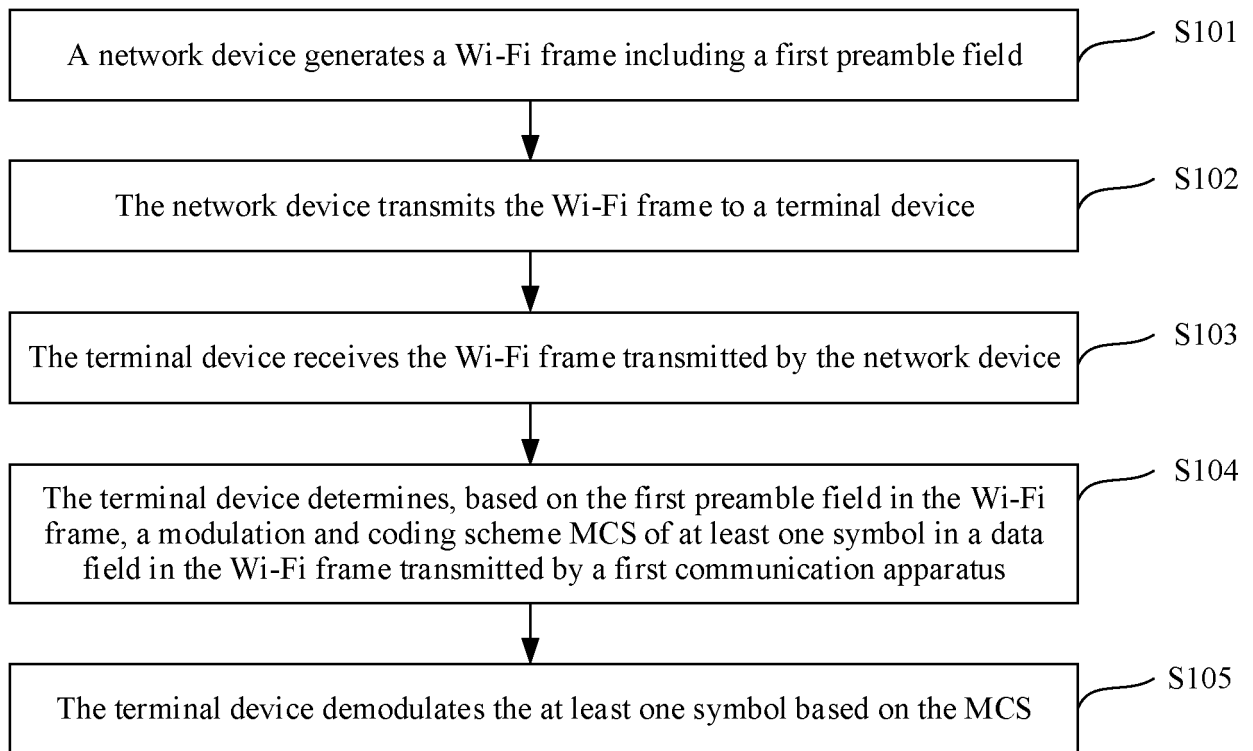 A network device generates a Wi-Fi frame including a first preamble field
S101
The network device transmits the Wi-Fi frame to a terminal device
S102
The terminal device receives the Wi-Fi frame transmitted by the network device
S103
The terminal device determines, based on the first preamble field in the Wi-Fi
frame, a modulation and coding scheme MCS of at least one symbol in a data
field in the Wi-Fi frame transmitted by a first communication apparatus
S104
The terminal device demodulates the at least one symbol based on the MCS
S105